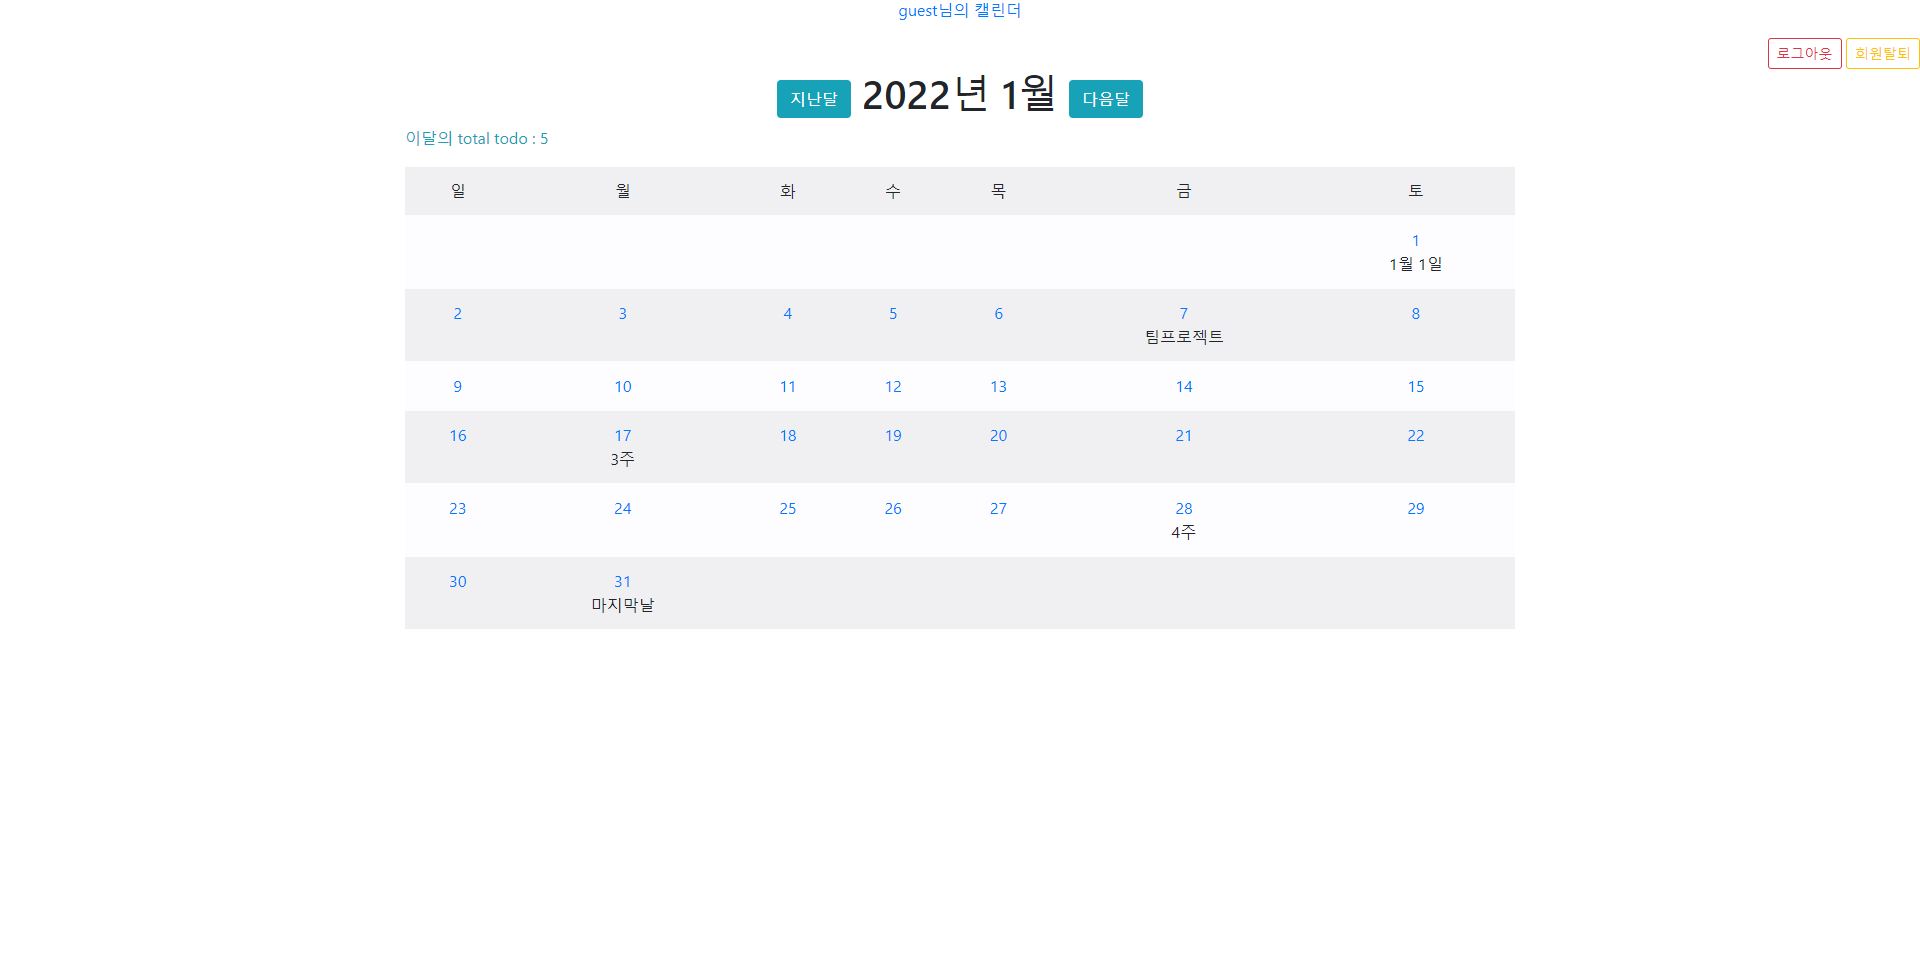 guest님의 캘린더
로그아웃 회원탈퇴
지난달 2022년 1월 다음달
이달의 total todo : 5
일 월 화 수 목 금 토
1
1월 1일
2 3 4 5 6 7 8
팀프로젝트
9 10 11 12 13 14 15
16 17 18 19 20 21 22
3주
23 24 25 26 27 28 29
4주
30 31
마지막날